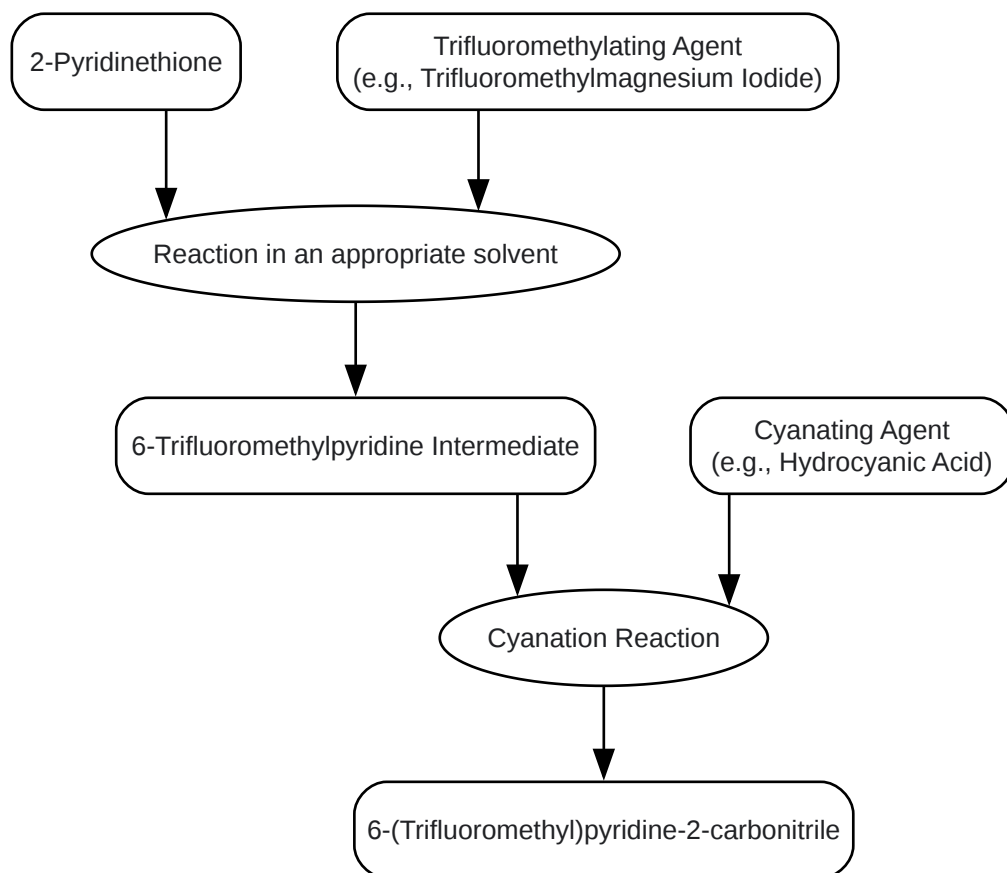 2-Pyridinethione
Trifluoromethylating Agent
(e.g., Trifluoromethylmagnesium Iodide)
Reaction in an appropriate solvent
6-Trifluoromethylpyridine Intermediate
Cyanating Agent
(e.g., Hydrocyanic Acid)
Cyanation Reaction
6-(Trifluoromethyl)pyridine-2-carbonitrile